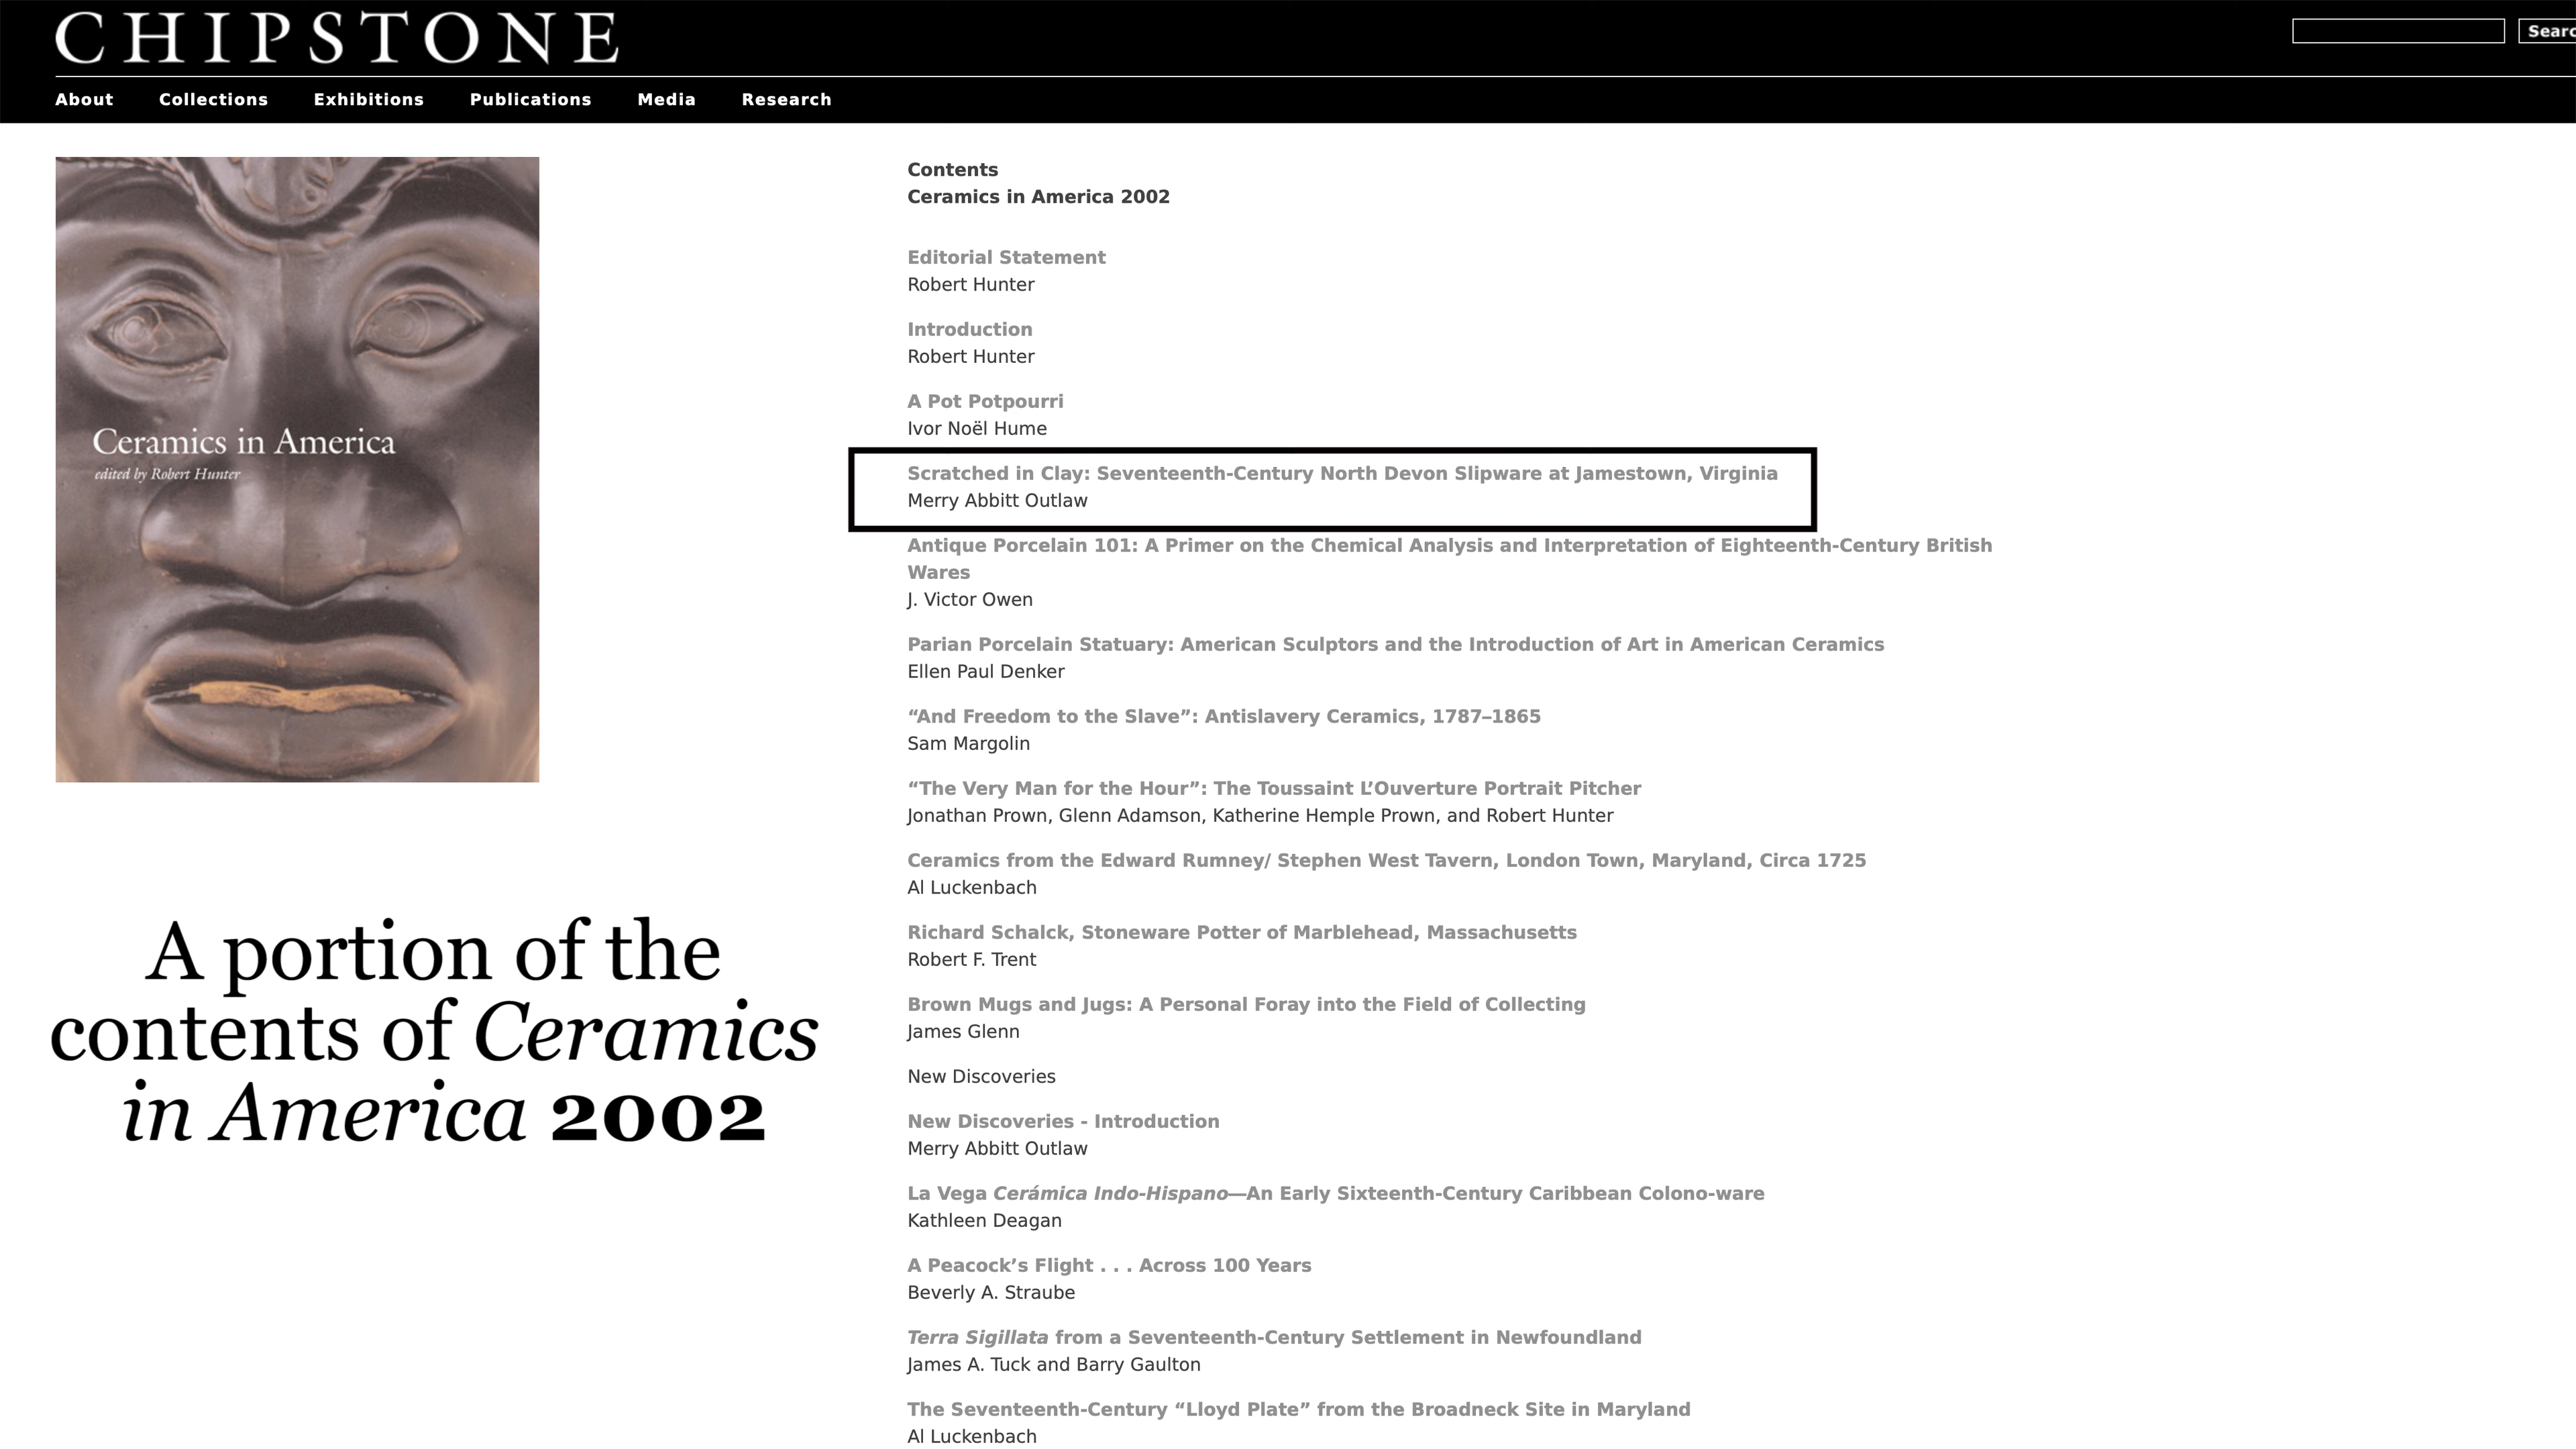 CHIPSTONE
Searc
About Collections Exhibitions Publications Media Research
Ceramics in America
edited by Robert Hunter
A portion of the
contents of Ceramics
in America 2002
Contents
Ceramics in America 2002
Editorial Statement
Robert Hunter
Introduction
Robert Hunter
A Pot Potpourri
Ivor Noël Hume
Scratched in Clay: Seventeenth-Century North Devon Slipware at Jamestown, Virginia
Merry Abbitt Outlaw
Antique Porcelain 101: A Primer on the Chemical Analysis and Interpretation of Eighteenth-Century British
Wares
J. Victor Owen
Parian Porcelain Statuary: American Sculptors and the Introduction of Art in American Ceramics
Ellen Paul Denker
“And Freedom to the Slave”: Antislavery Ceramics, 1787–1865
Sam Margolin
“The Very Man for the Hour”: The Toussaint L’Ouverture Portrait Pitcher
Jonathan Prown, Glenn Adamson, Katherine Hemple Prown, and Robert Hunter
Ceramics from the Edward Rumney/ Stephen West Tavern, London Town, Maryland, Circa 1725
Al Luckenbach
Richard Schalck, Stoneware Potter of Marblehead, Massachusetts
Robert F. Trent
Brown Mugs and Jugs: A Personal Foray into the Field of Collecting
James Glenn
New Discoveries
New Discoveries - Introduction
Merry Abbitt Outlaw
La Vega Cerámica Indo-Hispano—An Early Sixteenth-Century Caribbean Colono-ware
Kathleen Deagan
A Peacock’s Flight . . . Across 100 Years
Beverly A. Straube
Terra Sigillata from a Seventeenth-Century Settlement in Newfoundland
James A. Tuck and Barry Gaulton
The Seventeenth-Century “Lloyd Plate” from the Broadneck Site in Maryland
Al Luckenbach